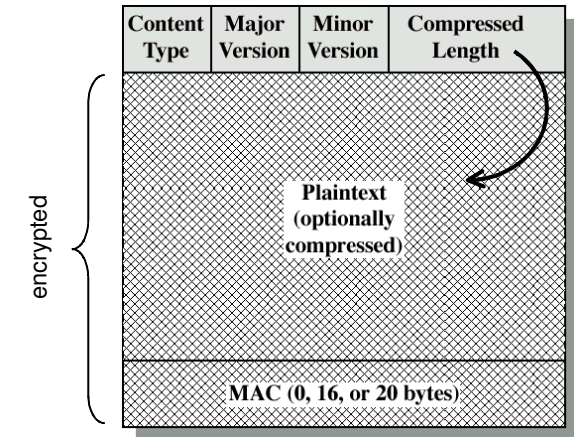 Content Type
Major Version
Minor Version
Compressed Length
encrypted
Plaintext
(optionally
compressed)
MAC (0, 16, or 20 bytes)